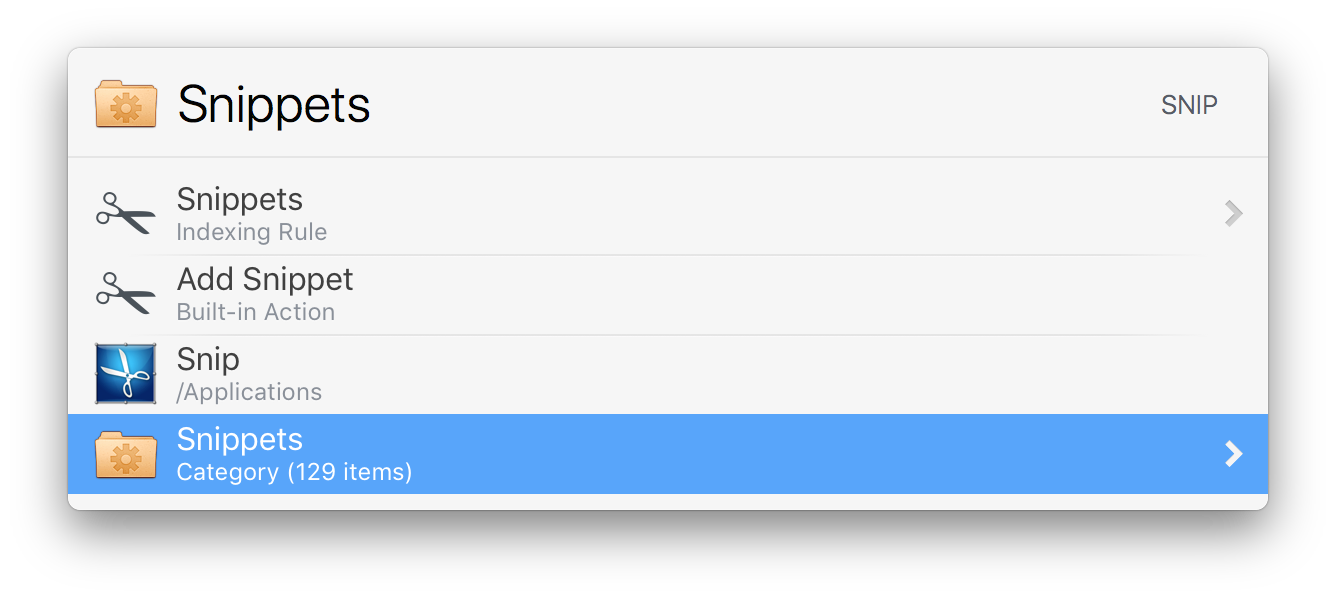 Snippets
SNIP
Snippets
Indexing Rule
Add Snippet
Built-in Action
Snip
/Applications
Snippets
Category (129 items)